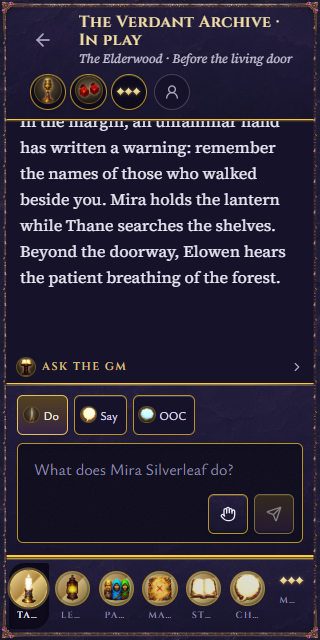 The Verdant Archive ·
In play
The Elderwood · Before the living door
In the margin, an unfamiliar hand
has written a warning: remember
the names of those who walked
beside you. Mira holds the lantern
while Thane searches the shelves.
Beyond the doorway, Elowen hears
the patient breathing of the forest.
ASK THE GM
Do
Say
OOC
What does Mira Silverleaf do?
TA…
LE…
PA…
MA…
ST…
CH…
M…